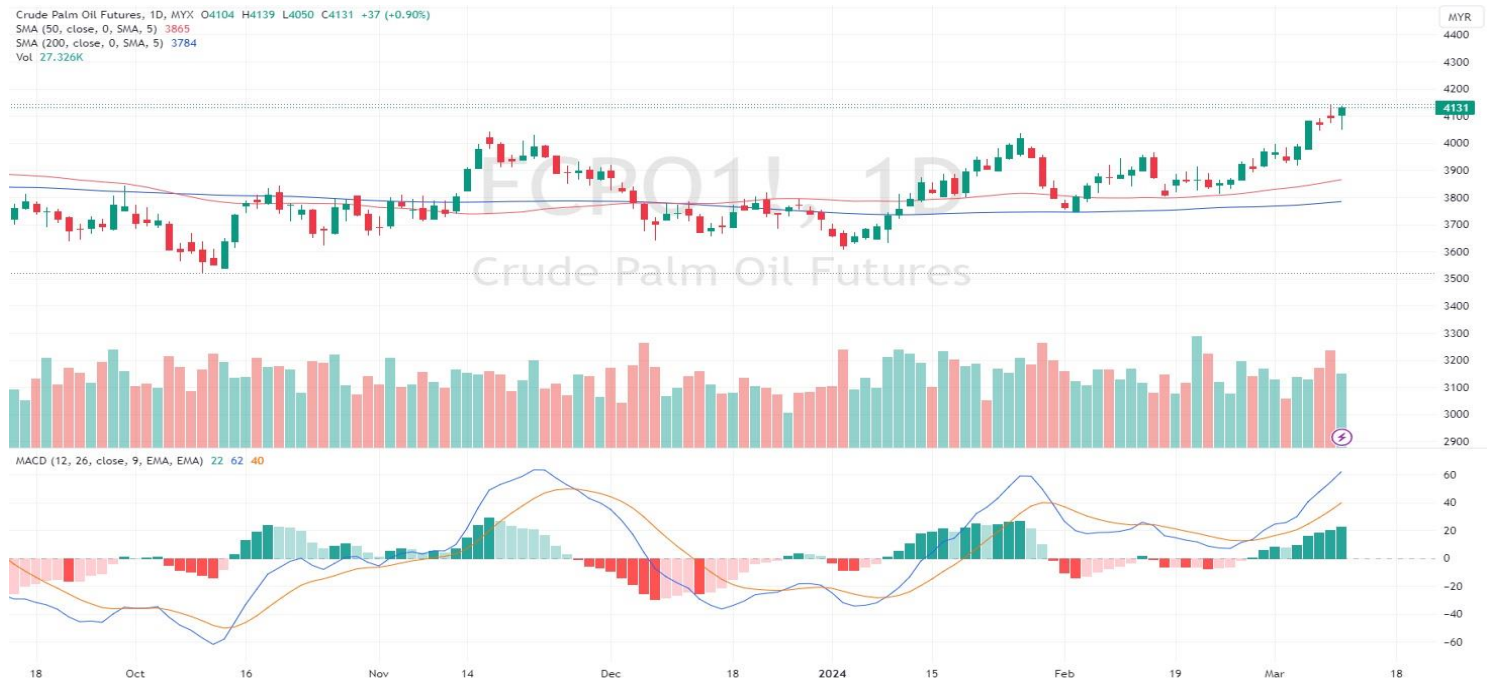 Crude Palm Oil Futures, 1D, MYX O4104 H4139 L4050 C4131 +37 (+0.90%)
MYR
SMA (50, close, 0, SMA, 5) 3865
SMA (200, close, 0, SMA, 5) 3784
Vol 27.326K
4400
4300
4200
4131
4100
4000
3900
3800
3700
3600
3500
3400
3300
3200
3100
3000
2900
FCPO1!, 1D
Crude Palm Oil Futures
MACD (12, 26, close, 9, EMA, EMA) 22 62 40
60
40
20
0
−20
−40
−60
18 Oct 16 Nov 14 Dec 18 2024 15 Feb 19 Mar 18